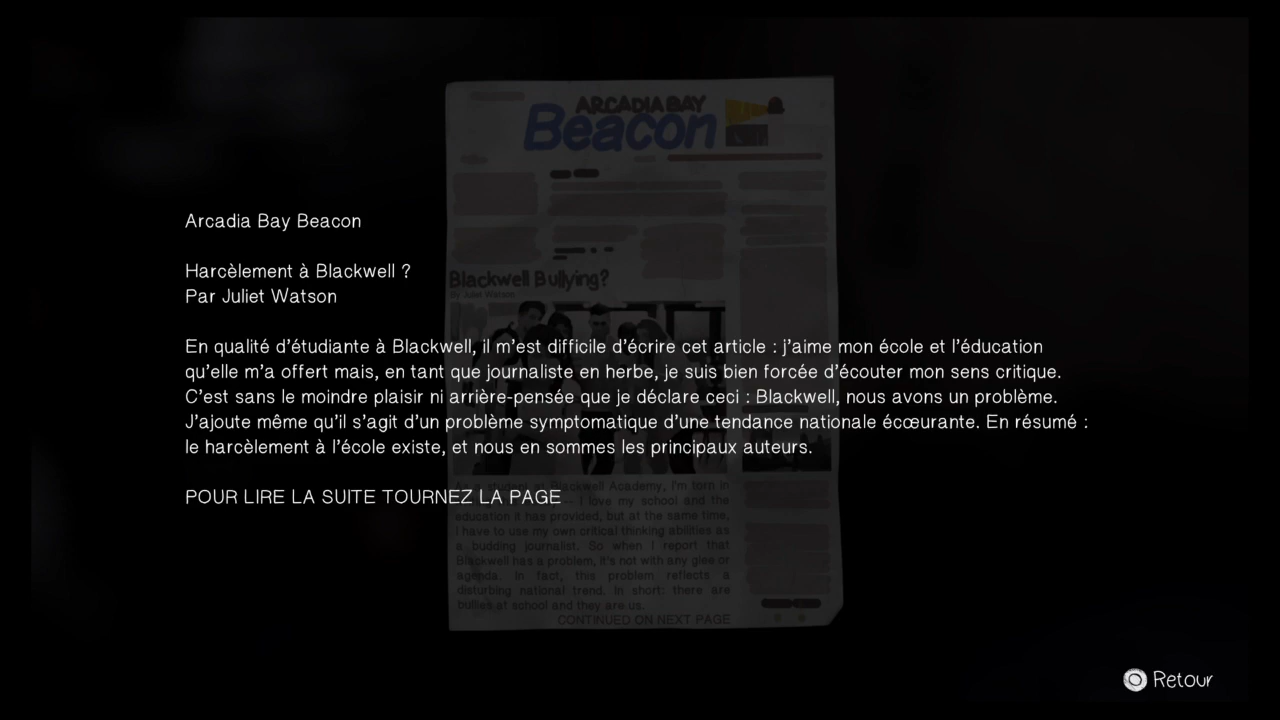 ARCADIA BAY
Beacon
Arcadia Bay Beacon
Harcèlement à Blackwell ?
Par Juliet Watson
Blackwell Bullying?
By Juliet Watson
En qualité d'étudiante à Blackwell, il m'est difficile d'écrire cet article : j'aime mon école et l'éducation
qu'elle m'a offert mais, en tant que journaliste en herbe, je suis bien forcée d'écouter mon sens critique.
C'est sans le moindre plaisir ni arrière-pensée que je déclare ceci : Blackwell, nous avons un problème.
J'ajoute même qu'il s'agit d'un problème symptomatique d'une tendance nationale écœurante. En résumé :
le harcèlement à l'école existe, et nous en sommes les principaux auteurs.
POUR LIRE LA SUITE TOURNEZ LA PAGE
As a student at Blackwell Academy, I'm torn in
I love my school and the
education it has provided, but at the same time,
I have to use my own critical thinking abilities as
a budding journalist. So when I report that
Blackwell has a problem, it's not with any glee or
agenda. In fact, this problem reflects a
disturbing national trend. In short: there are
bullies at school and they are us.
CONTINUED ON NEXT PAGE
Retour